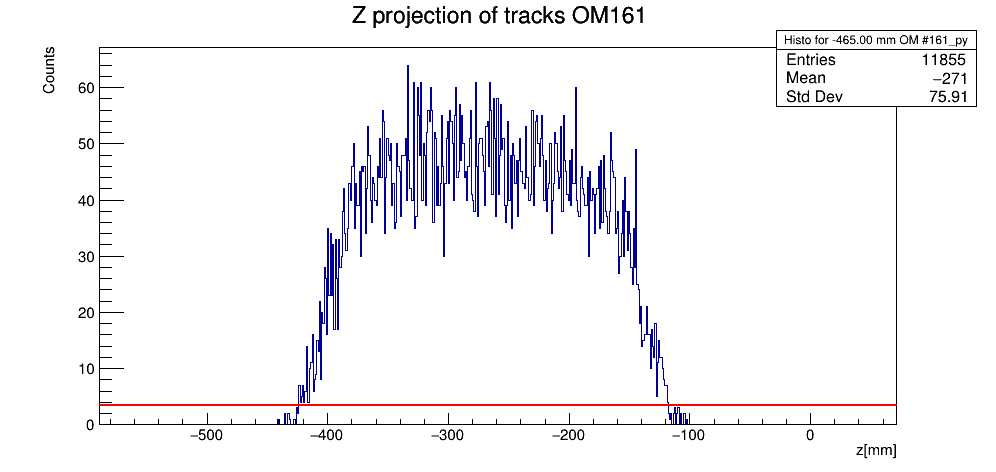 Z projection of tracks OM161
Histo for -465.00 mm OM #161_py
Entries 11855
Mean −271
Std Dev 75.91
Counts
60
50
40
30
20
10
0
−500 −400 −300 −200 −100 0
z[mm]